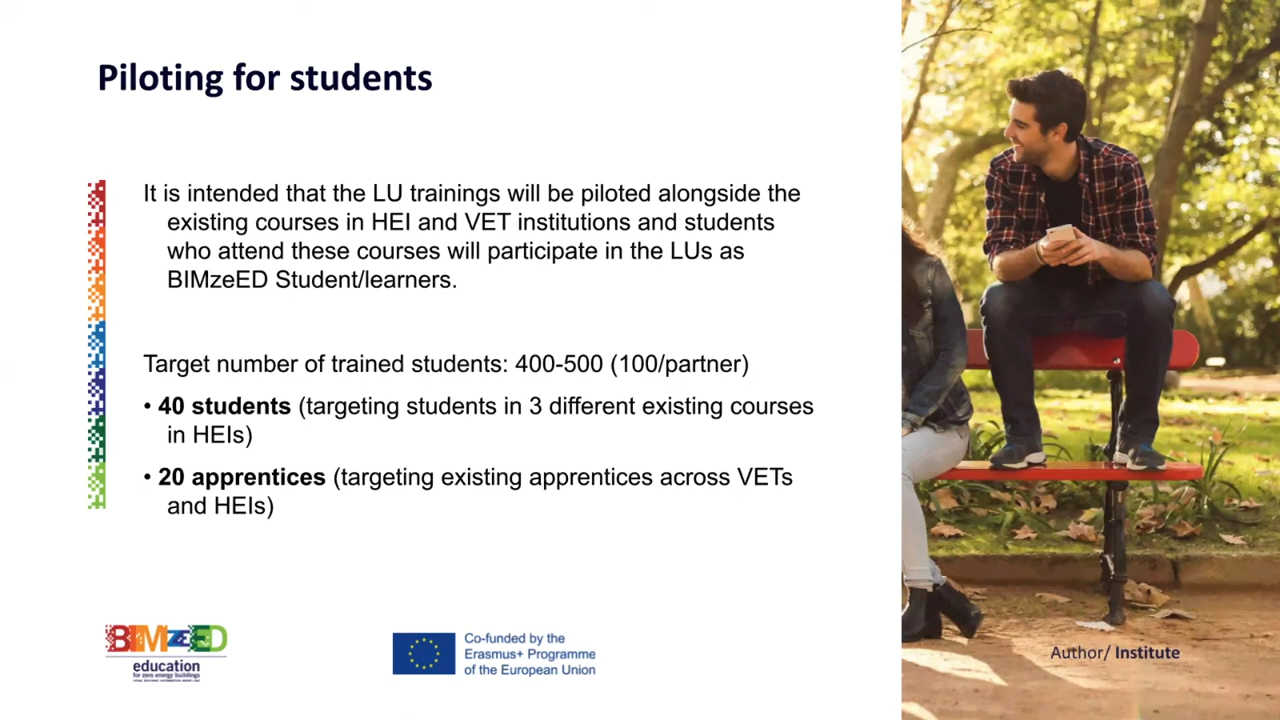 Piloting for students
It is intended that the LU trainings will be piloted alongside the
existing courses in HEI and VET institutions and students
who attend these courses will participate in the LUs as
BIMzeED Student/learners.
Target number of trained students: 400-500 (100/partner)
• 40 students (targeting students in 3 different existing courses
in HEIs)
• 20 apprentices (targeting existing apprentices across VETs
and HEIs)
BIMzeED
education
for zero energy buildings
Co-funded by the
Erasmus+ Programme
of the European Union
Author/ Institute